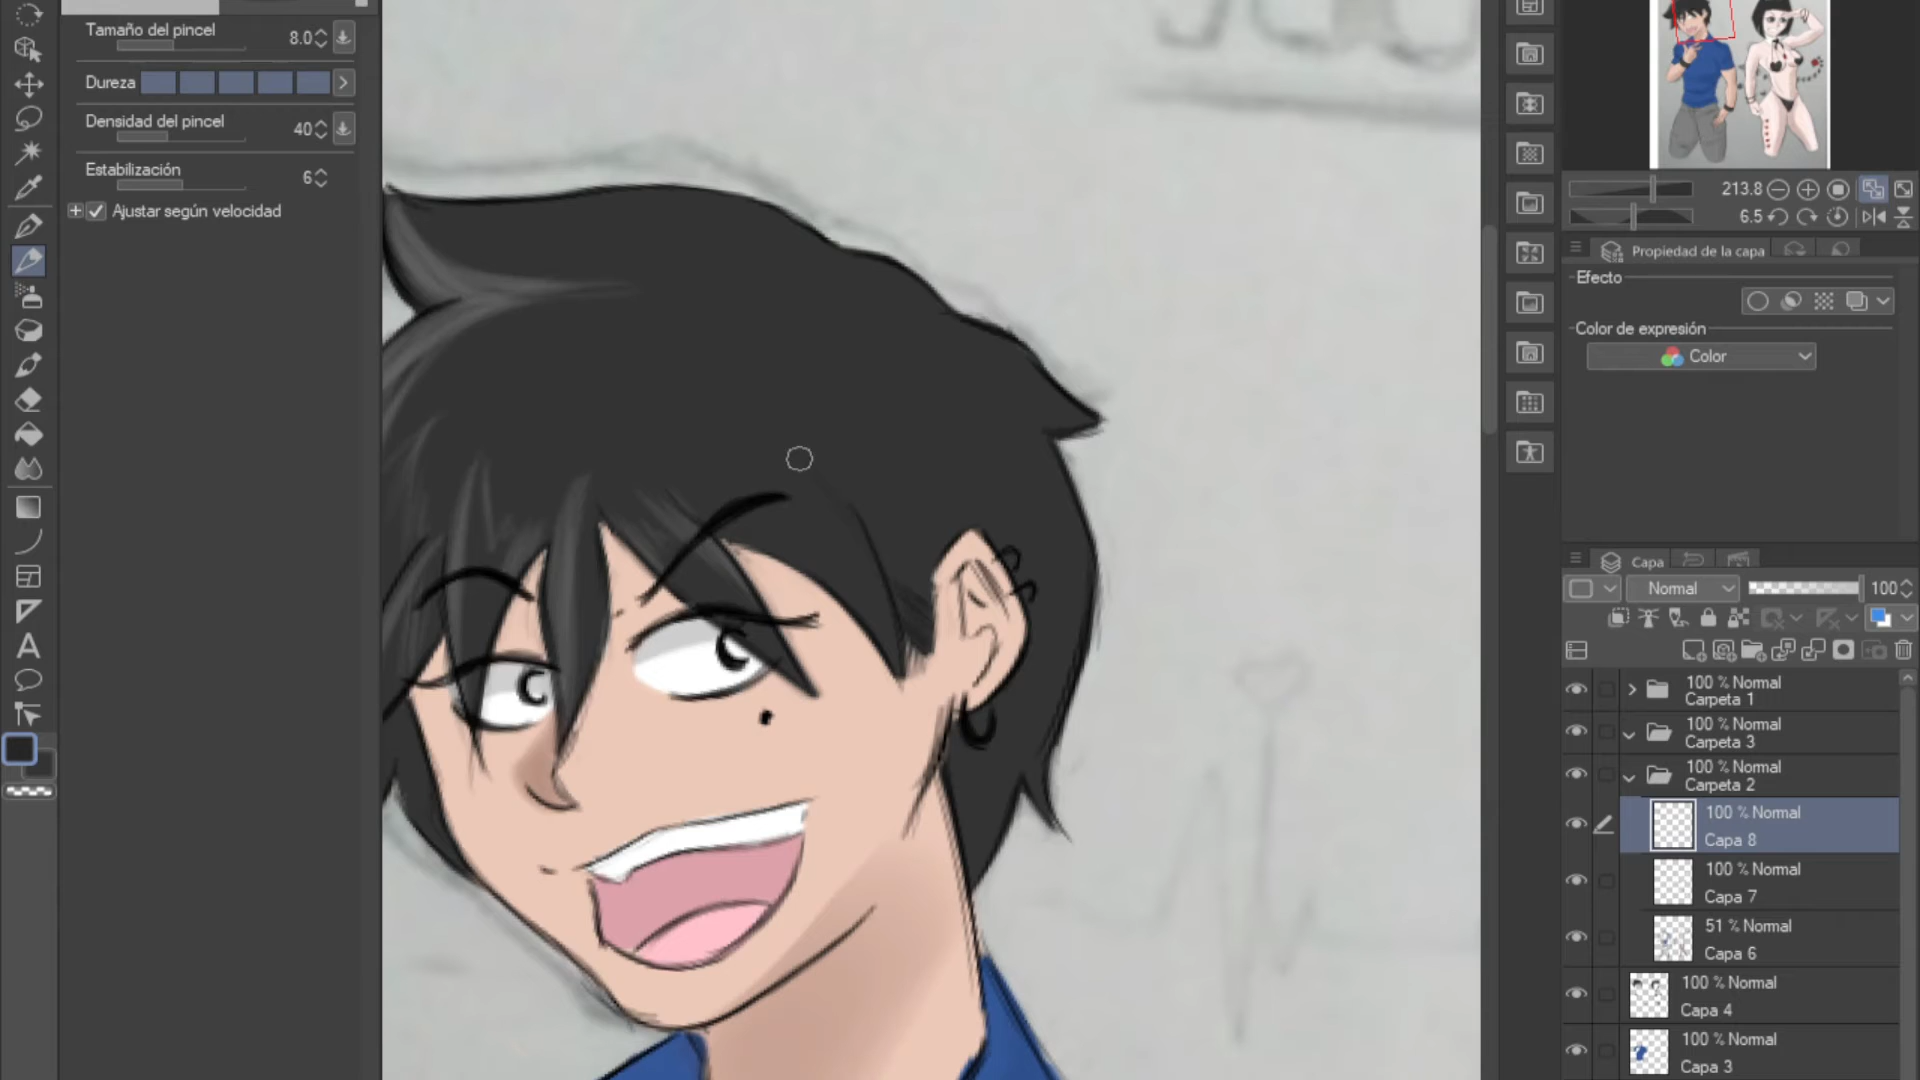 Tamaño del pincel 8.0
Dureza
Densidad del pincel 40
Estabilización 6
Ajustar según velocidad
213.8
6.5
Propiedad de la capa
Efecto
Color de expresión
Color
Capa
Normal 100
100 % Normal
Carpeta 1
100 % Normal
Carpeta 3
100 % Normal
Carpeta 2
100 % Normal
Capa 8
100 % Normal
Capa 7
51 % Normal
Capa 6
100 % Normal
Capa 4
100 % Normal
Capa 3